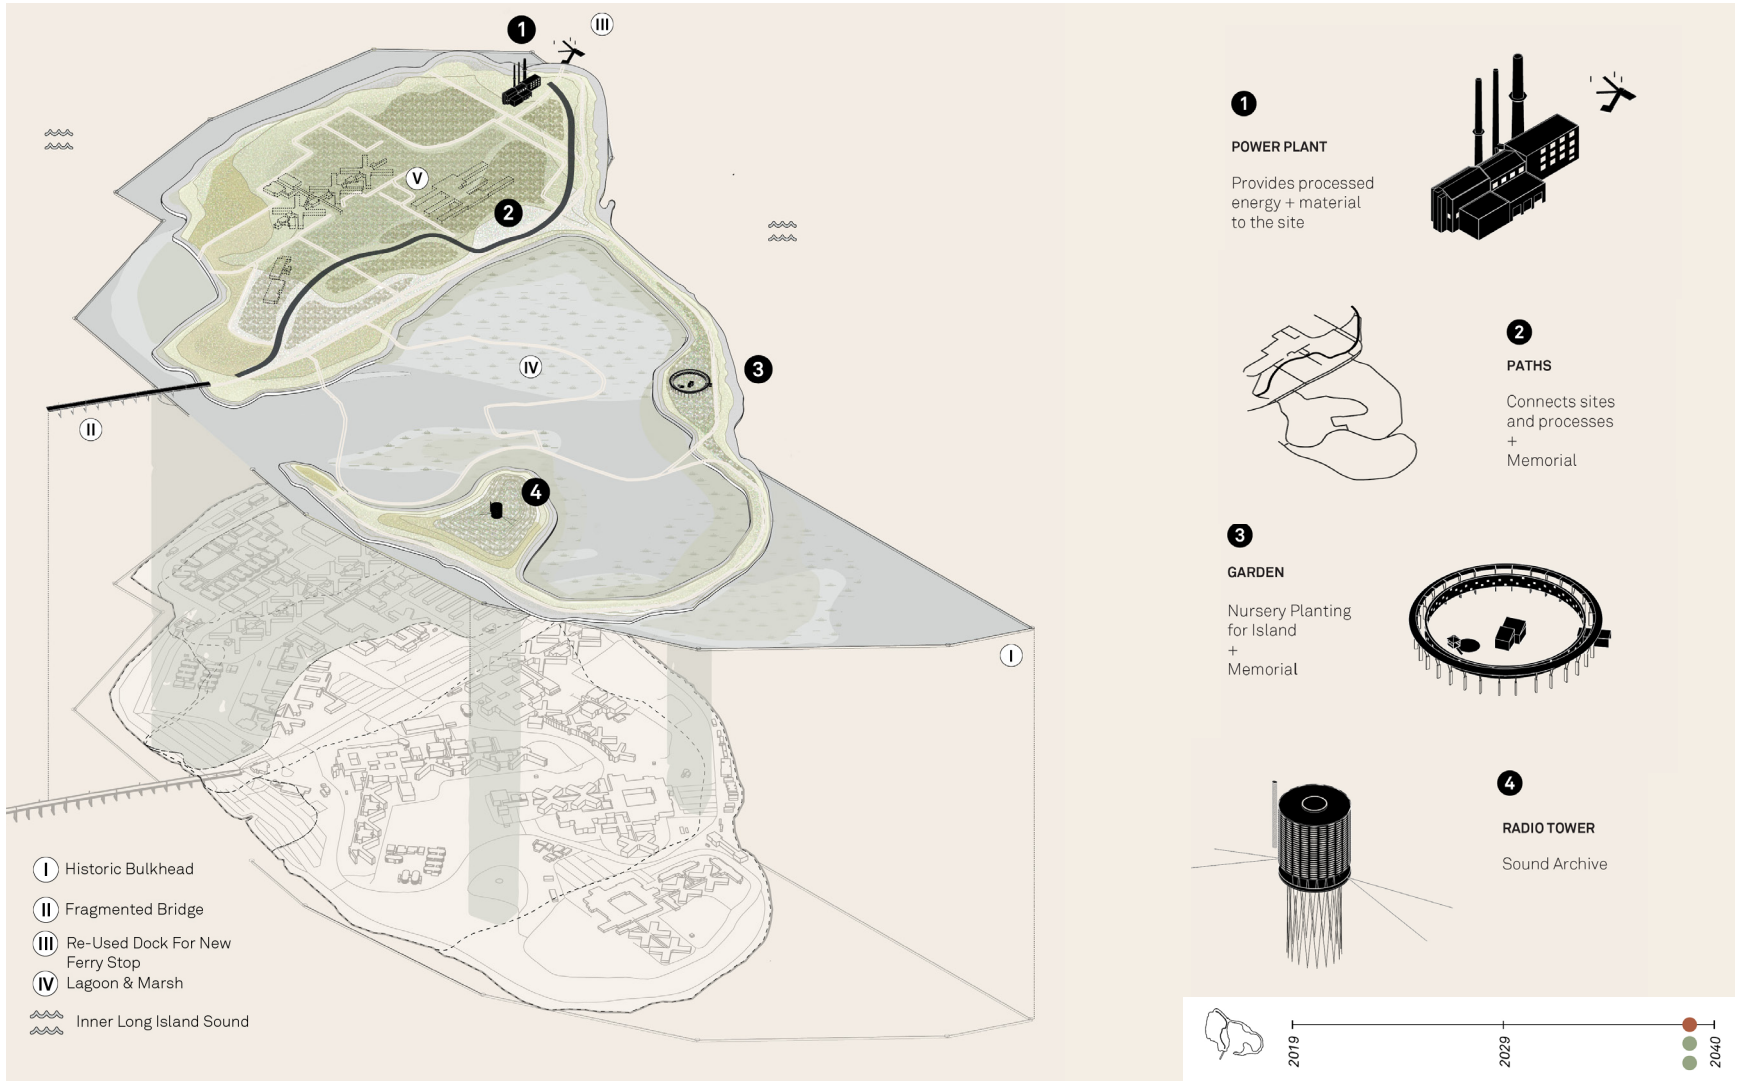 1
III
V
2
3
IV
II
4
I
I Historic Bulkhead
II Fragmented Bridge
III Re-Used Dock For New
Ferry Stop
IV Lagoon & Marsh
Inner Long Island Sound
1
POWER PLANT
Provides processed
energy + material
to the site
2
PATHS
Connects sites
and processes
+
Memorial
3
GARDEN
Nursery Planting
for Island
+
Memorial
4
RADIO TOWER
Sound Archive
2019
2029
2040